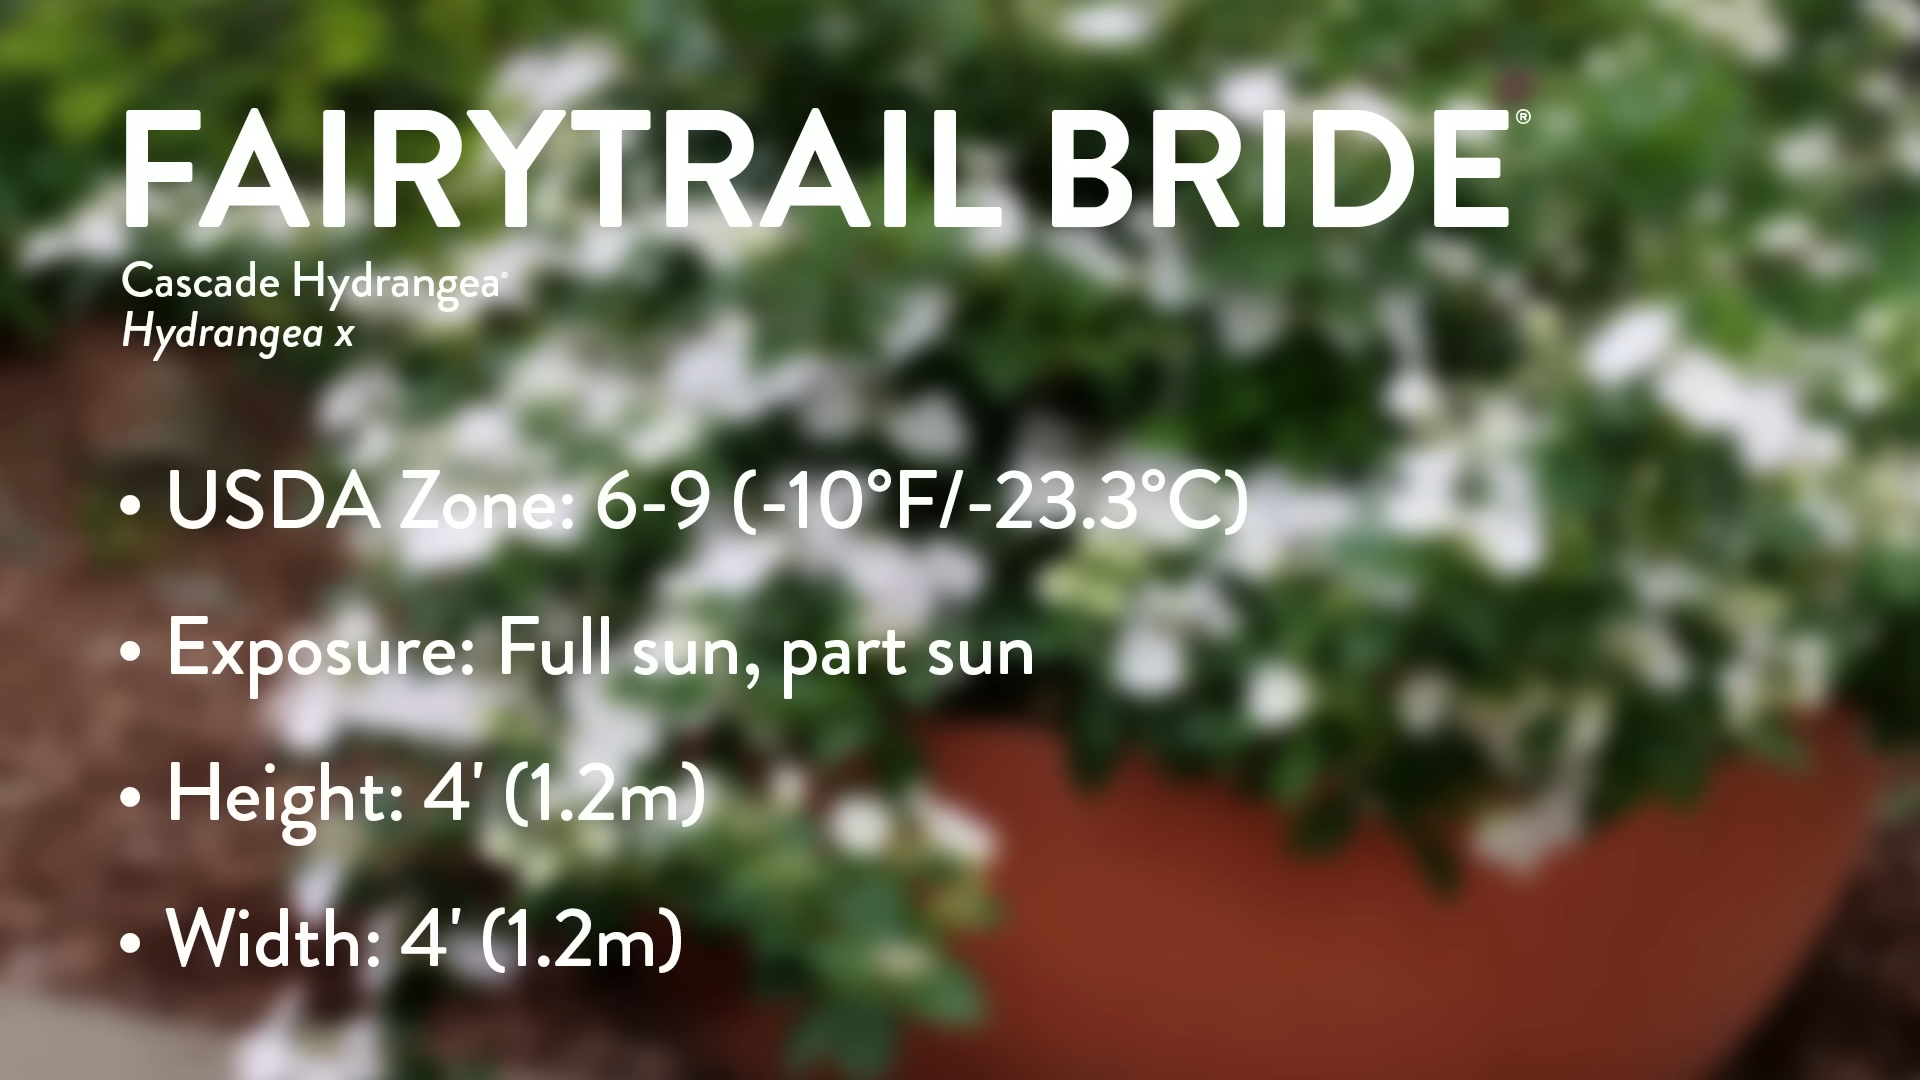 FAIRYTRAIL BRIDE®
Cascade Hydrangea®
Hydrangea x
• USDA Zone: 6-9 (-10°F/-23.3°C)
• Exposure: Full sun, part sun
• Height: 4' (1.2m)
• Width: 4' (1.2m)